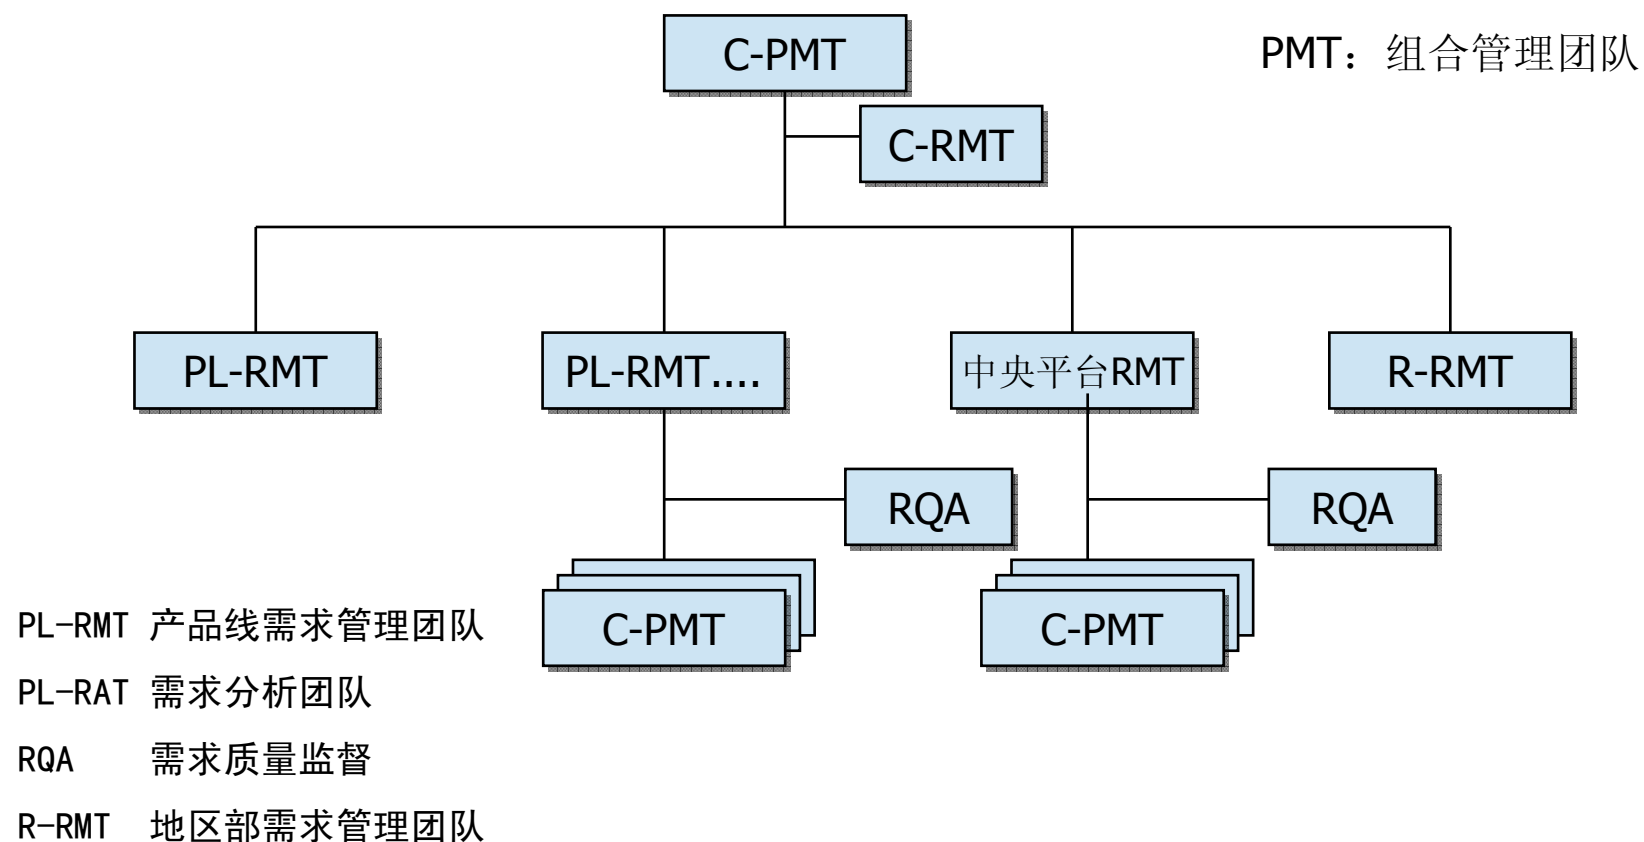 C-PMT
PMT：组合管理团队
C-RMT
PL-RMT
PL-RMT....
中央平台RMT
R-RMT
RQA
RQA
C-PMT
C-PMT
PL-RMT 产品线需求管理团队
PL-RAT 需求分析团队
RQA 需求质量监督
R-RMT 地区部需求管理团队